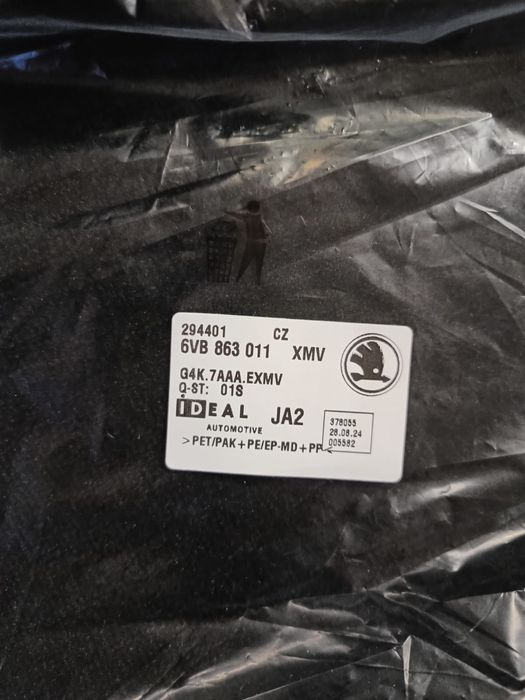 294401 CZ
6VB 863 011 XMV
G4K.7AAA.EXMV
Q-ST: 01S
IDEAL JA2
AUTOMOTIVE
378055
28.08.24
005582
>PET/PAK+PE/EP-MD+PP<